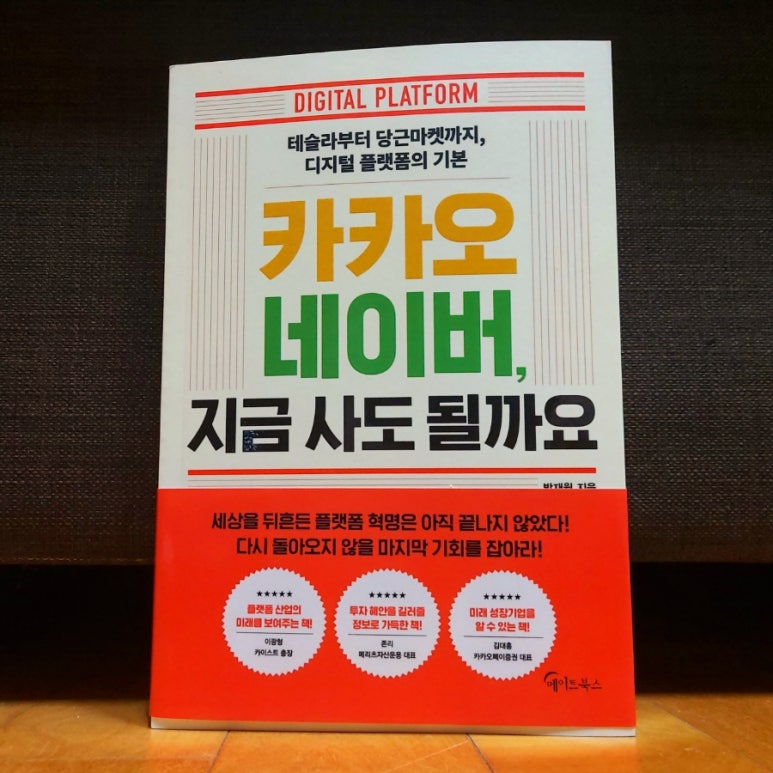 DIGITAL PLATFORM
테슬라부터 당근마켓까지,
디지털 플랫폼의 기본
카카오
네이버,
지금 사도 될까요
박재원 지음
세상을 뒤흔든 플랫폼 혁명은 아직 끝나지 않았다!
다시 돌아오지 않을 마지막 기회를 잡아라!
★★★★★
플랫폼 산업의
미래를 보여주는 책!
이광형
카이스트 총장
★★★★★
투자 혜안을 길러줄
정보로 가득한 책!
존리
메리츠자산운용 대표
★★★★★
미래 성장기업을
알 수 있는 책!
김대홍
카카오페이증권 대표
메이트북스